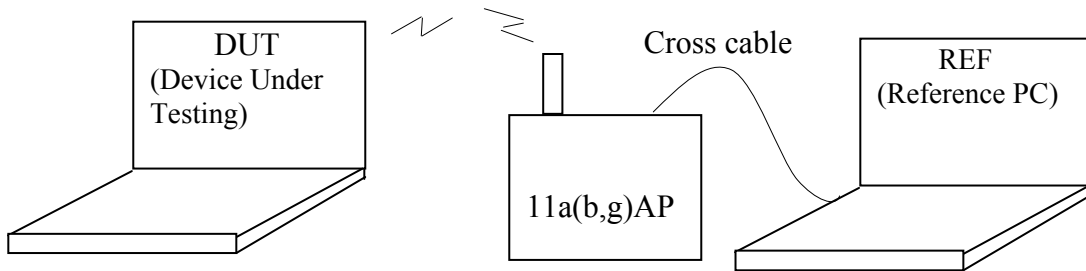 DUT
(Device Under
Testing)
Cross cable
REF
(Reference PC)
11a(b,g)AP